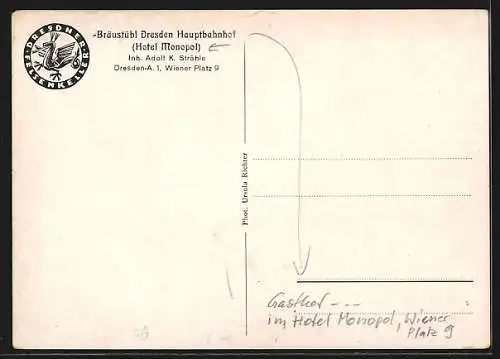 DRESDNER FELSENKELLER
-Bräustübl Dresden Hauptbahnhof
(Hotel Monopol)
Inh. Adolf K. Strähle
Dresden-A. 1, Wiener Platz 9
Phot. Ursula Richter
Gasthof ---
im Hotel Monopol, Wiener
Platz 9